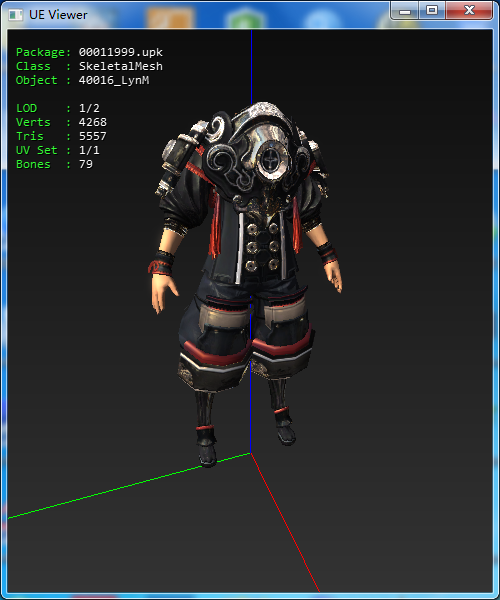 UE Viewer
Package: 00011999.upk
Class : SkeletalMesh
Object : 40016_LynM
LOD : 1/2
Verts : 4268
Tris : 5557
UV Set : 1/1
Bones : 79